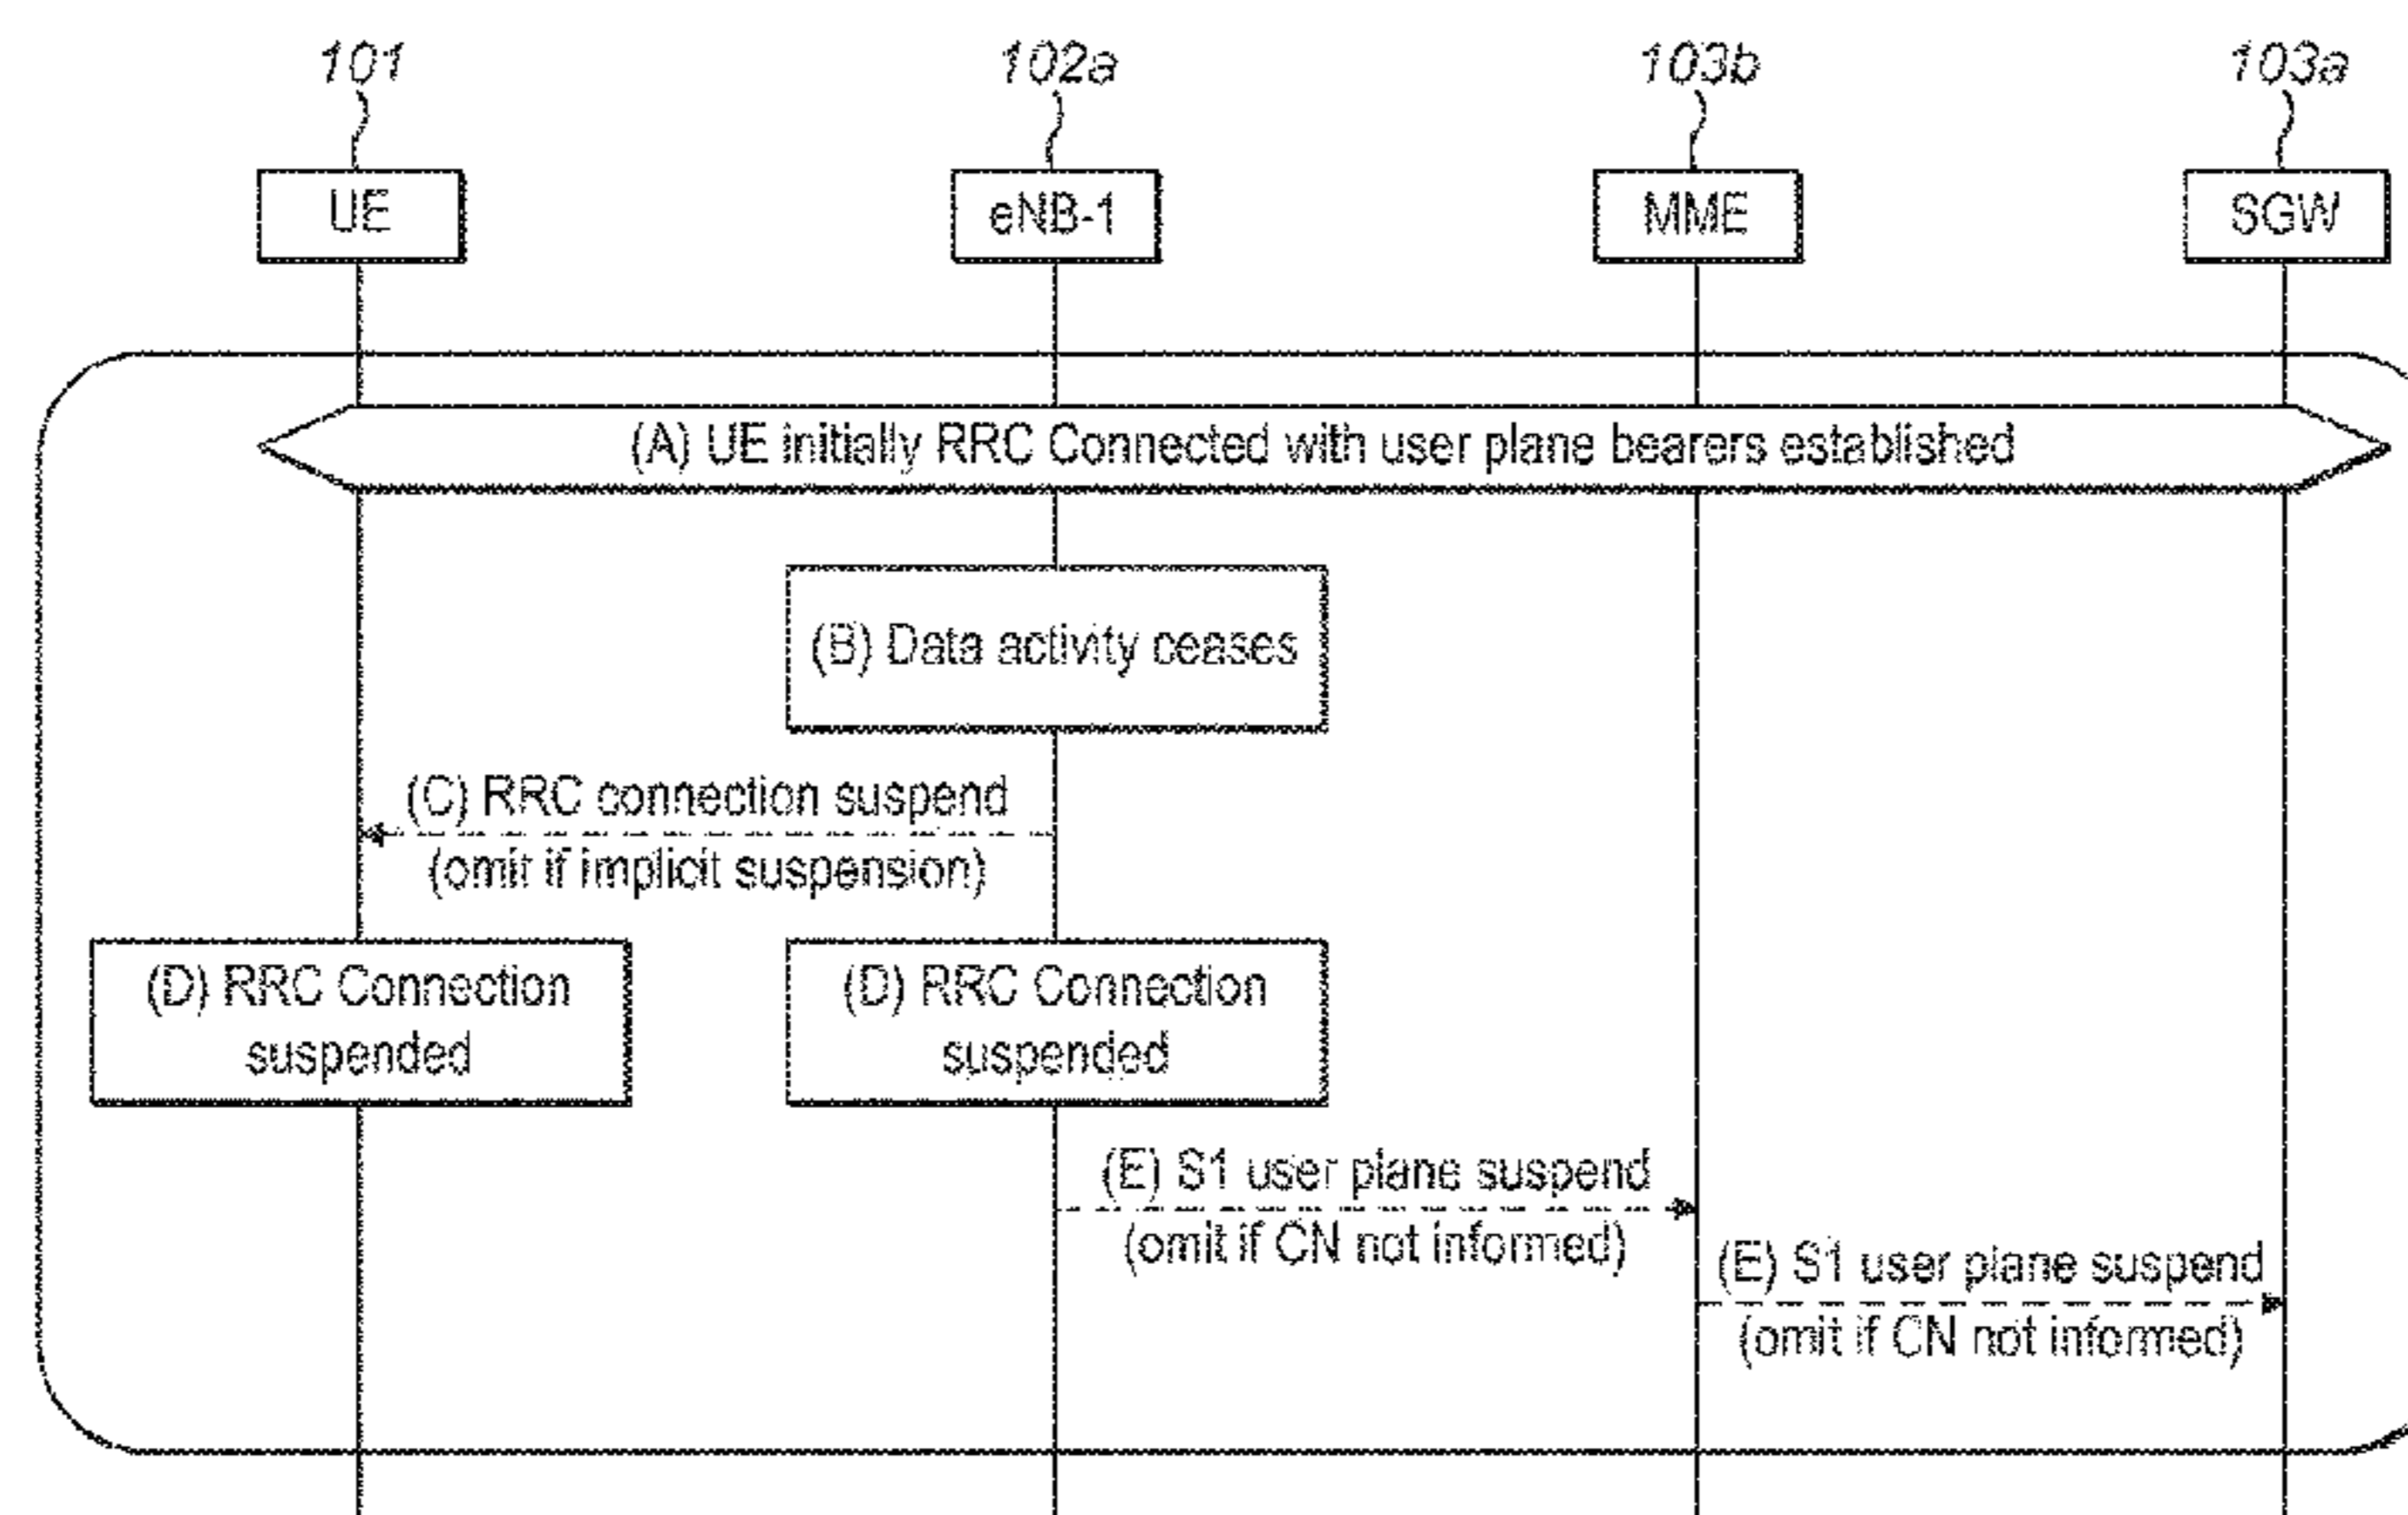 101
102a
103b
103a
UE
eNB-1
MME
SGW
(A) UE initially RRC Connected with user plane bearers established
(B) Data activity ceases
(C) RRC connection suspend
(omit if implicit suspension)
(D) RRC Connection
suspended
(D) RRC Connection
suspended
(E) S1 user plane suspend
(omit if CN not informed)
(E) S1 user plane suspend
(omit if CN not informed)